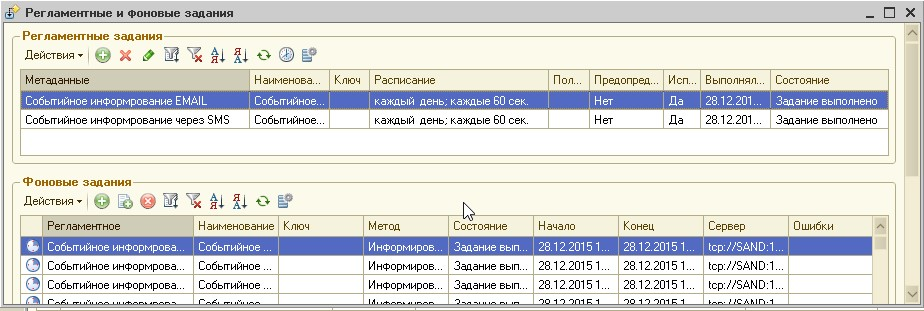 Регламентные и фоновые задания
Регламентные задания
Действия
Метаданные Наименова... Ключ Расписание Пол... Предопред... Исп... Выполнял... Состояние
Событийное информирование EMAIL Событийное... каждый день; каждые 60 сек. Нет Да 28.12.201... Задание выполнено
Событийное информирование через SMS Событийное... каждый день; каждые 60 сек. Нет Да 28.12.201... Задание выполнено
Фоновые задания
Действия
Регламентное Наименование Ключ Метод Состояние Начало Конец Сервер Ошибки
Событийное информирова... Событийное ... Информиров... Задание вып... 28.12.2015 1... 28.12.2015 1... tcp://SAND:1...
Событийное информирова... Событийное ... Информиров... Задание вып... 28.12.2015 1... 28.12.2015 1... tcp://SAND:1...
Событийное информирова... Событийное ... Информиров... Задание вып... 28.12.2015 1... 28.12.2015 1... tcp://SAND:1...
Событийное информирова... Событийное ... Информиров... Задание вып... 28.12.2015 1... 28.12.2015 1... tcp://SAND:1...